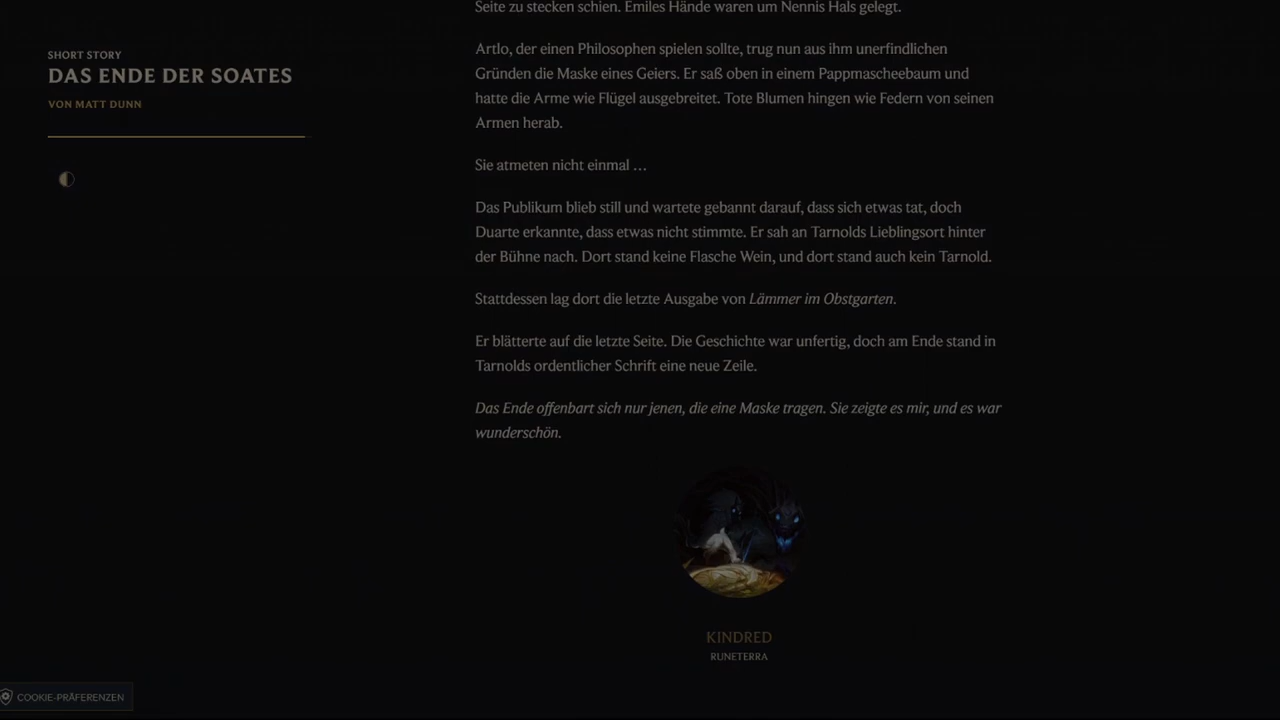 SHORT STORY
DAS ENDE DER SOATES
VON MATT DUNN
Seite zu stecken schien. Emiles Hände waren um Nennis Hals gelegt.
Artlo, der einen Philosophen spielen sollte, trug nun aus ihm unerfindlichen
Gründen die Maske eines Geiers. Er saß oben in einem Pappmascheebaum und
hatte die Arme wie Flügel ausgebreitet. Tote Blumen hingen wie Federn von seinen
Armen herab.
Sie atmeten nicht einmal …
Das Publikum blieb still und wartete gebannt darauf, dass sich etwas tat, doch
Duarte erkannte, dass etwas nicht stimmte. Er sah an Tarnolds Lieblingsort hinter
der Bühne nach. Dort stand keine Flasche Wein, und dort stand auch kein Tarnold.
Stattdessen lag dort die letzte Ausgabe von Lämmer im Obstgarten.
Er blätterte auf die letzte Seite. Die Geschichte war unfertig, doch am Ende stand in
Tarnolds ordentlicher Schrift eine neue Zeile.
Das Ende offenbart sich nur jenen, die eine Maske tragen. Sie zeigte es mir, und es war
wunderschön.
KINDRED
RUNETERRA
COOKIE-PRÄFERENZEN